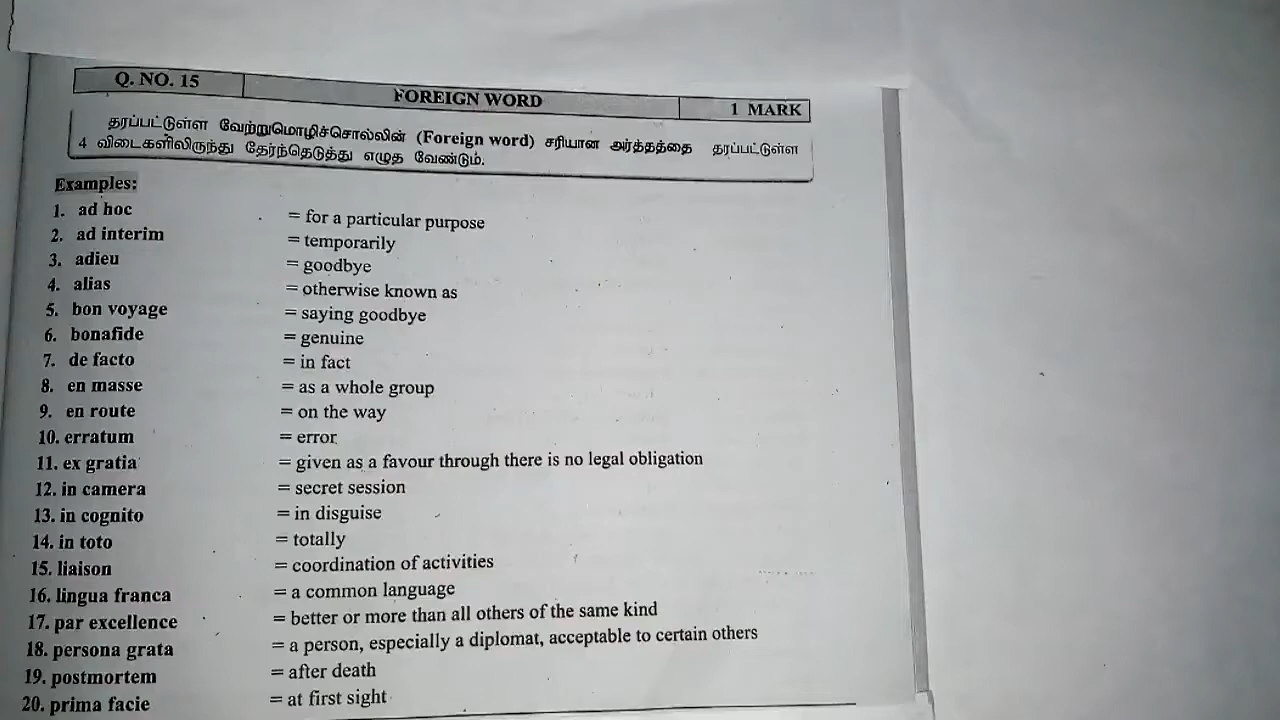 Q. NO. 15 FOREIGN WORD 1 MARK
தரப்பட்டுள்ள வேற்றுமொழிச்சொல்லின் (Foreign word) சரியான அர்த்தத்தை தரப்பட்டுள்ள
4 விடைகளிலிருந்து தேர்ந்தெடுத்து எழுத வேண்டும்.
Examples:
1. ad hoc = for a particular purpose
2. ad interim = temporarily
3. adieu = goodbye
4. alias = otherwise known as
5. bon voyage = saying goodbye
6. bonafide = genuine
7. de facto = in fact
8. en masse = as a whole group
9. en route = on the way
10. erratum = error
11. ex gratia = given as a favour through there is no legal obligation
12. in camera = secret session
13. in cognito = in disguise
14. in toto = totally
15. liaison = coordination of activities
16. lingua franca = a common language
17. par excellence = better or more than all others of the same kind
18. persona grata = a person, especially a diplomat, acceptable to certain others
19. postmortem = after death
20. prima facie = at first sight